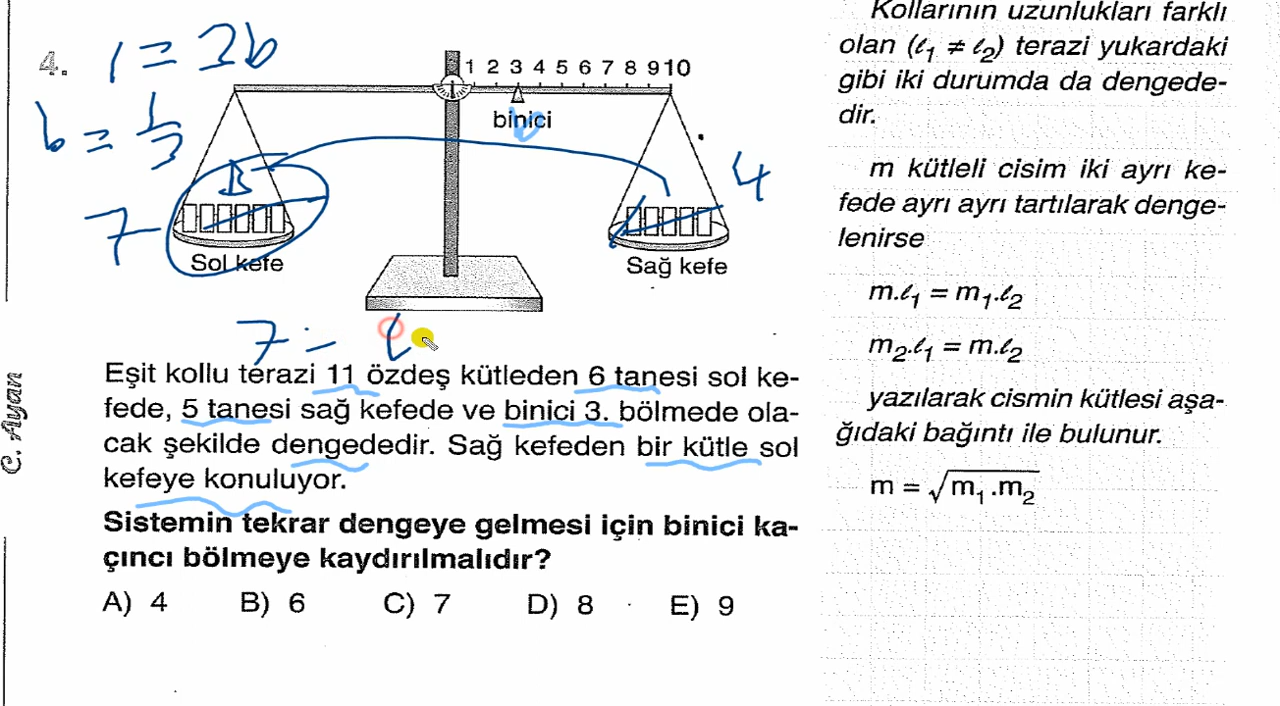 4.
1 = 3b
b = 1/3
1 2 3 4 5 6 7 8 9 10
binici
b
B
7
4
Sol kefe
Sağ kefe
7 =
Eşit kollu terazi 11 özdeş kütleden 6 tanesi sol ke-
fede, 5 tanesi sağ kefede ve binici 3. bölmede ola-
cak şekilde dengededir. Sağ kefeden bir kütle sol
kefeye konuluyor.
Sistemin tekrar dengeye gelmesi için binici ka-
çıncı bölmeye kaydırılmalıdır?
A) 4 B) 6 C) 7 D) 8 E) 9
C. Ayan
Kollarının uzunlukları farklı
olan (ℓ₁ ≠ ℓ₂) terazi yukardaki
gibi iki durumda da dengede-
dir.
m kütleli cisim iki ayrı ke-
fede ayrı ayrı tartılarak denge-
lenirse
m.ℓ₁ = m₁.ℓ₂
m₂.ℓ₁ = m.ℓ₂
yazılarak cismin kütlesi aşa-
ğıdaki bağıntı ile bulunur.
m = √m₁.m₂